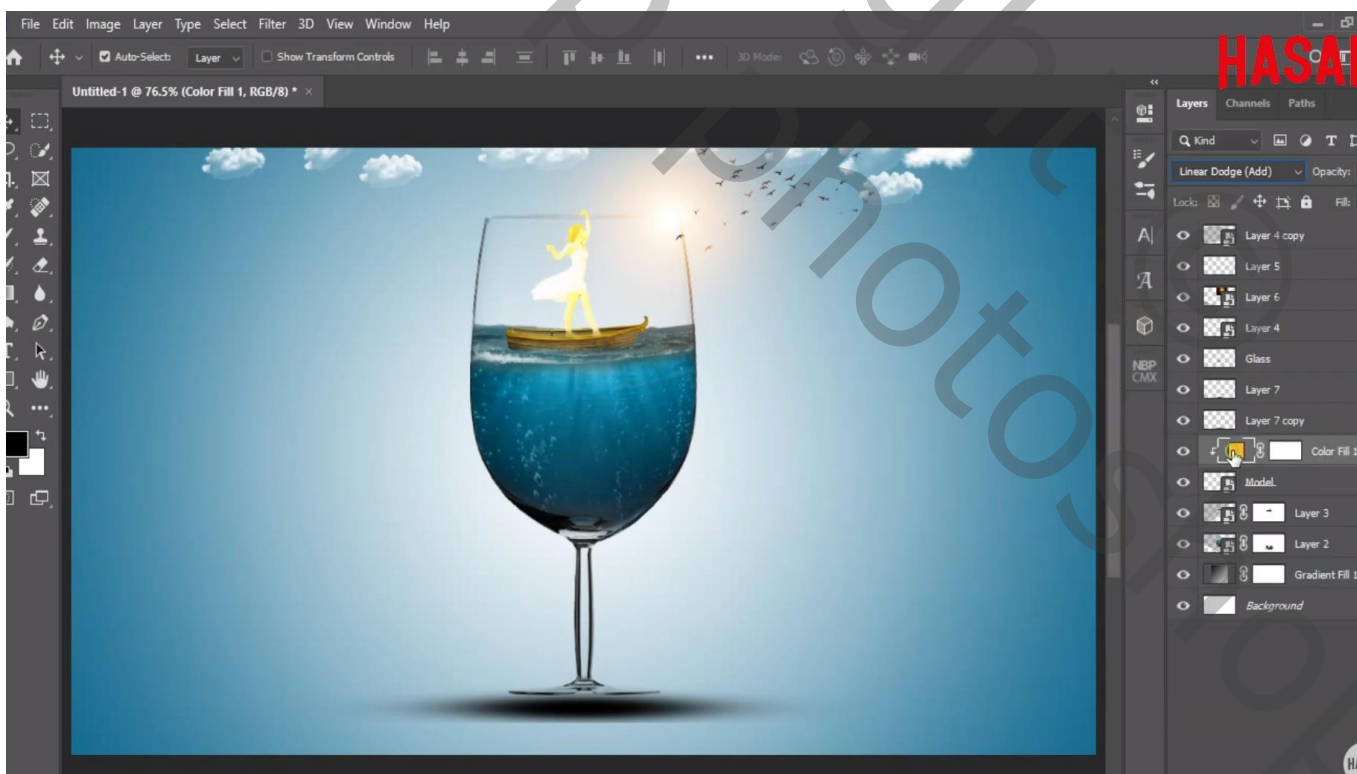 File Edit Image Layer Type Select Filter 3D View Window Help
HASA
Auto-Select: Layer Show Transform Controls 3D Mode:
Untitled-1 @ 76.5% (Color Fill 1, RGB/8) * ×
Layers Channels Paths
Kind
Linear Dodge (Add) Opacity:
Lock: Fill:
Layer 4 copy
Layer 5
Layer 6
Layer 4
Glass
NBP
CMX
Layer 7
Layer 7 copy
Color Fill 1
Model.
Layer 3
Layer 2
Gradient Fill 1
Background